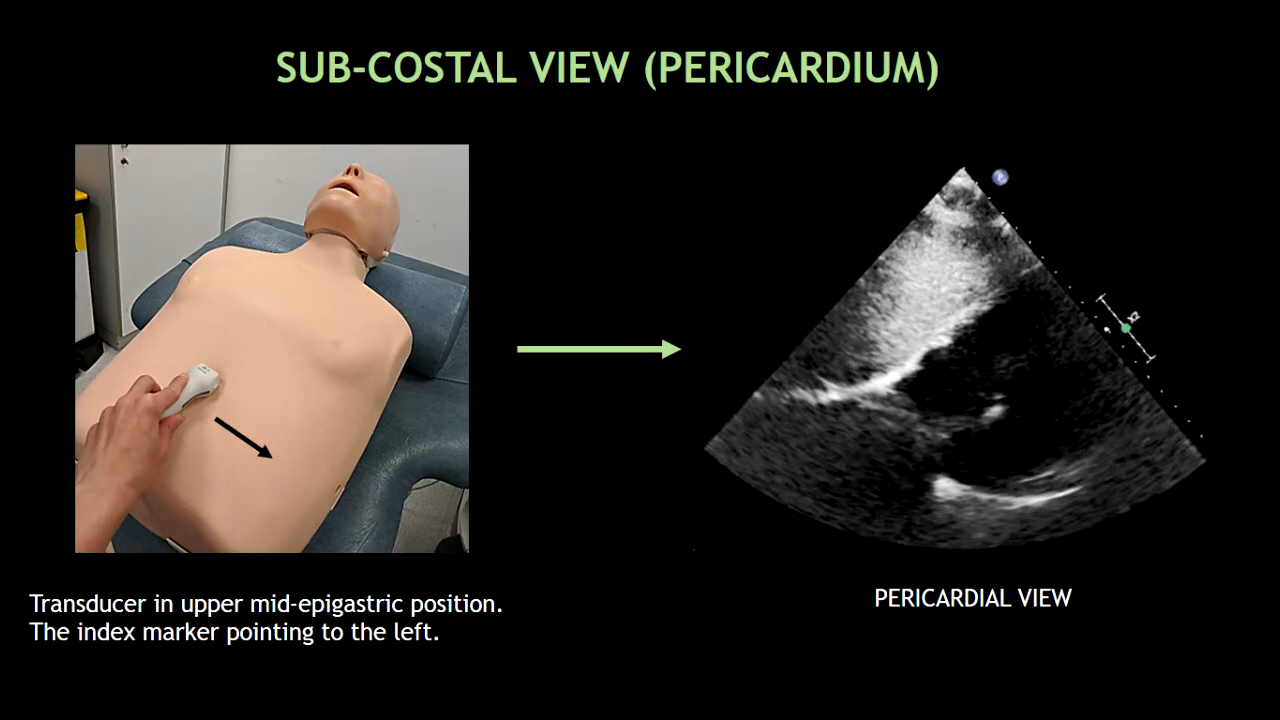 SUB-COSTAL VIEW (PERICARDIUM)
Transducer in upper mid-epigastric position.
The index marker pointing to the left.
PERICARDIAL VIEW